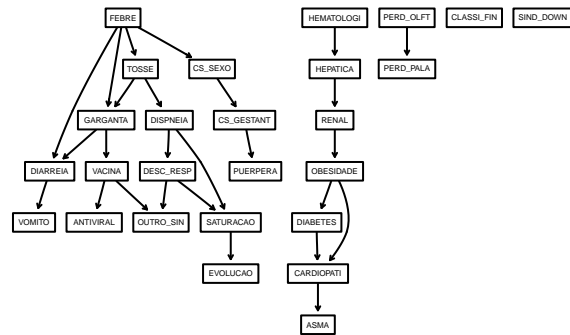 FEBRE
HEMATOLOGI
PERD_OLFT
CLASSI_FIN
SIND_DOWN
TOSSE
CS_SEXO
HEPATICA
PERD_PALA
GARGANTA
DISPNEIA
CS_GESTANT
RENAL
DIARREIA
VACINA
DESC_RESP
PUERPERA
OBESIDADE
VOMITO
ANTIVIRAL
OUTRO_SIN
SATURACAO
DIABETES
EVOLUCAO
CARDIOPATI
ASMA